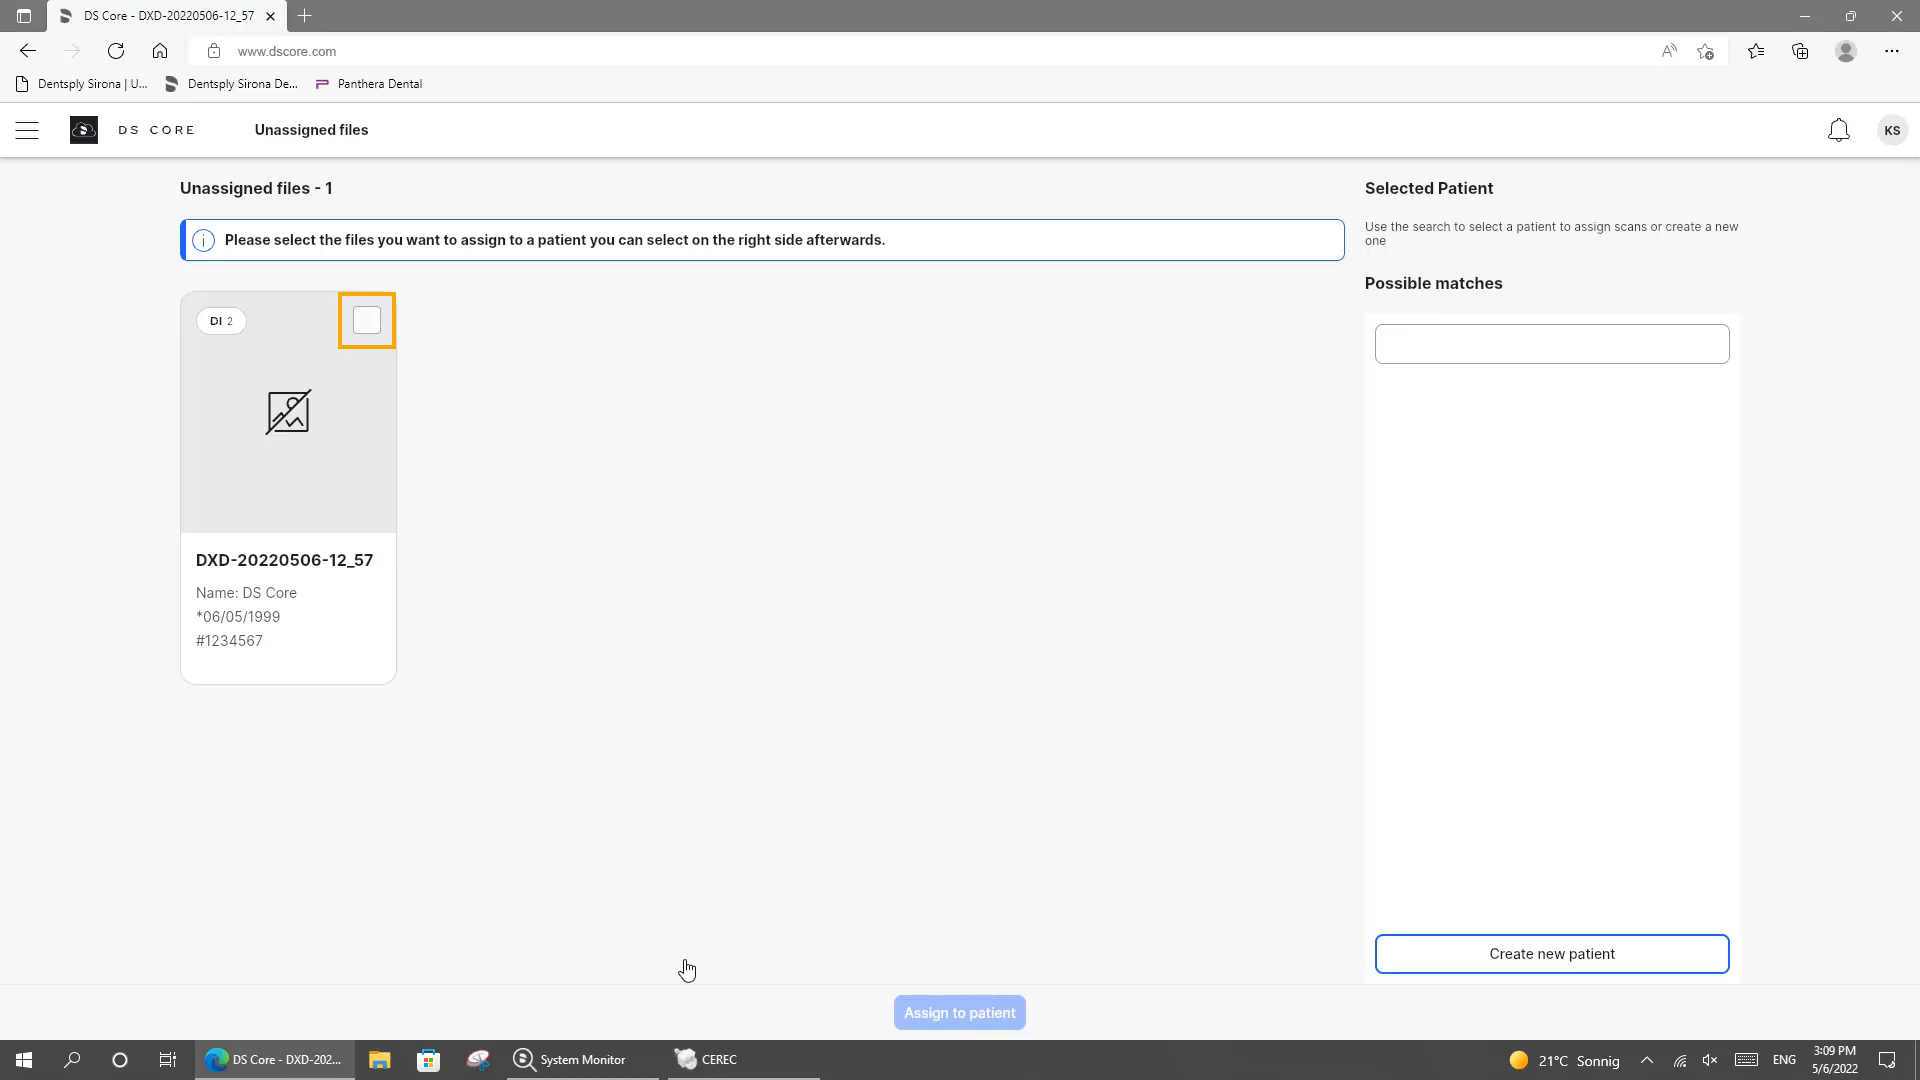 DS Core - DXD-20220506-12_57
www.dscore.com
Dentsply Sirona | U...
Dentsply Sirona De...
Panthera Dental
DS CORE
Unassigned files
KS
Unassigned files - 1
Please select the files you want to assign to a patient you can select on the right side afterwards.
DI 2
DXD-20220506-12_57
Name: DS Core
*06/05/1999
#1234567
Selected Patient
Use the search to select a patient to assign scans or create a new
one
Possible matches
Create new patient
Assign to patient
DS Core - DXD-202...
System Monitor
CEREC
21°C Sonnig
ENG
3:09 PM
5/6/2022